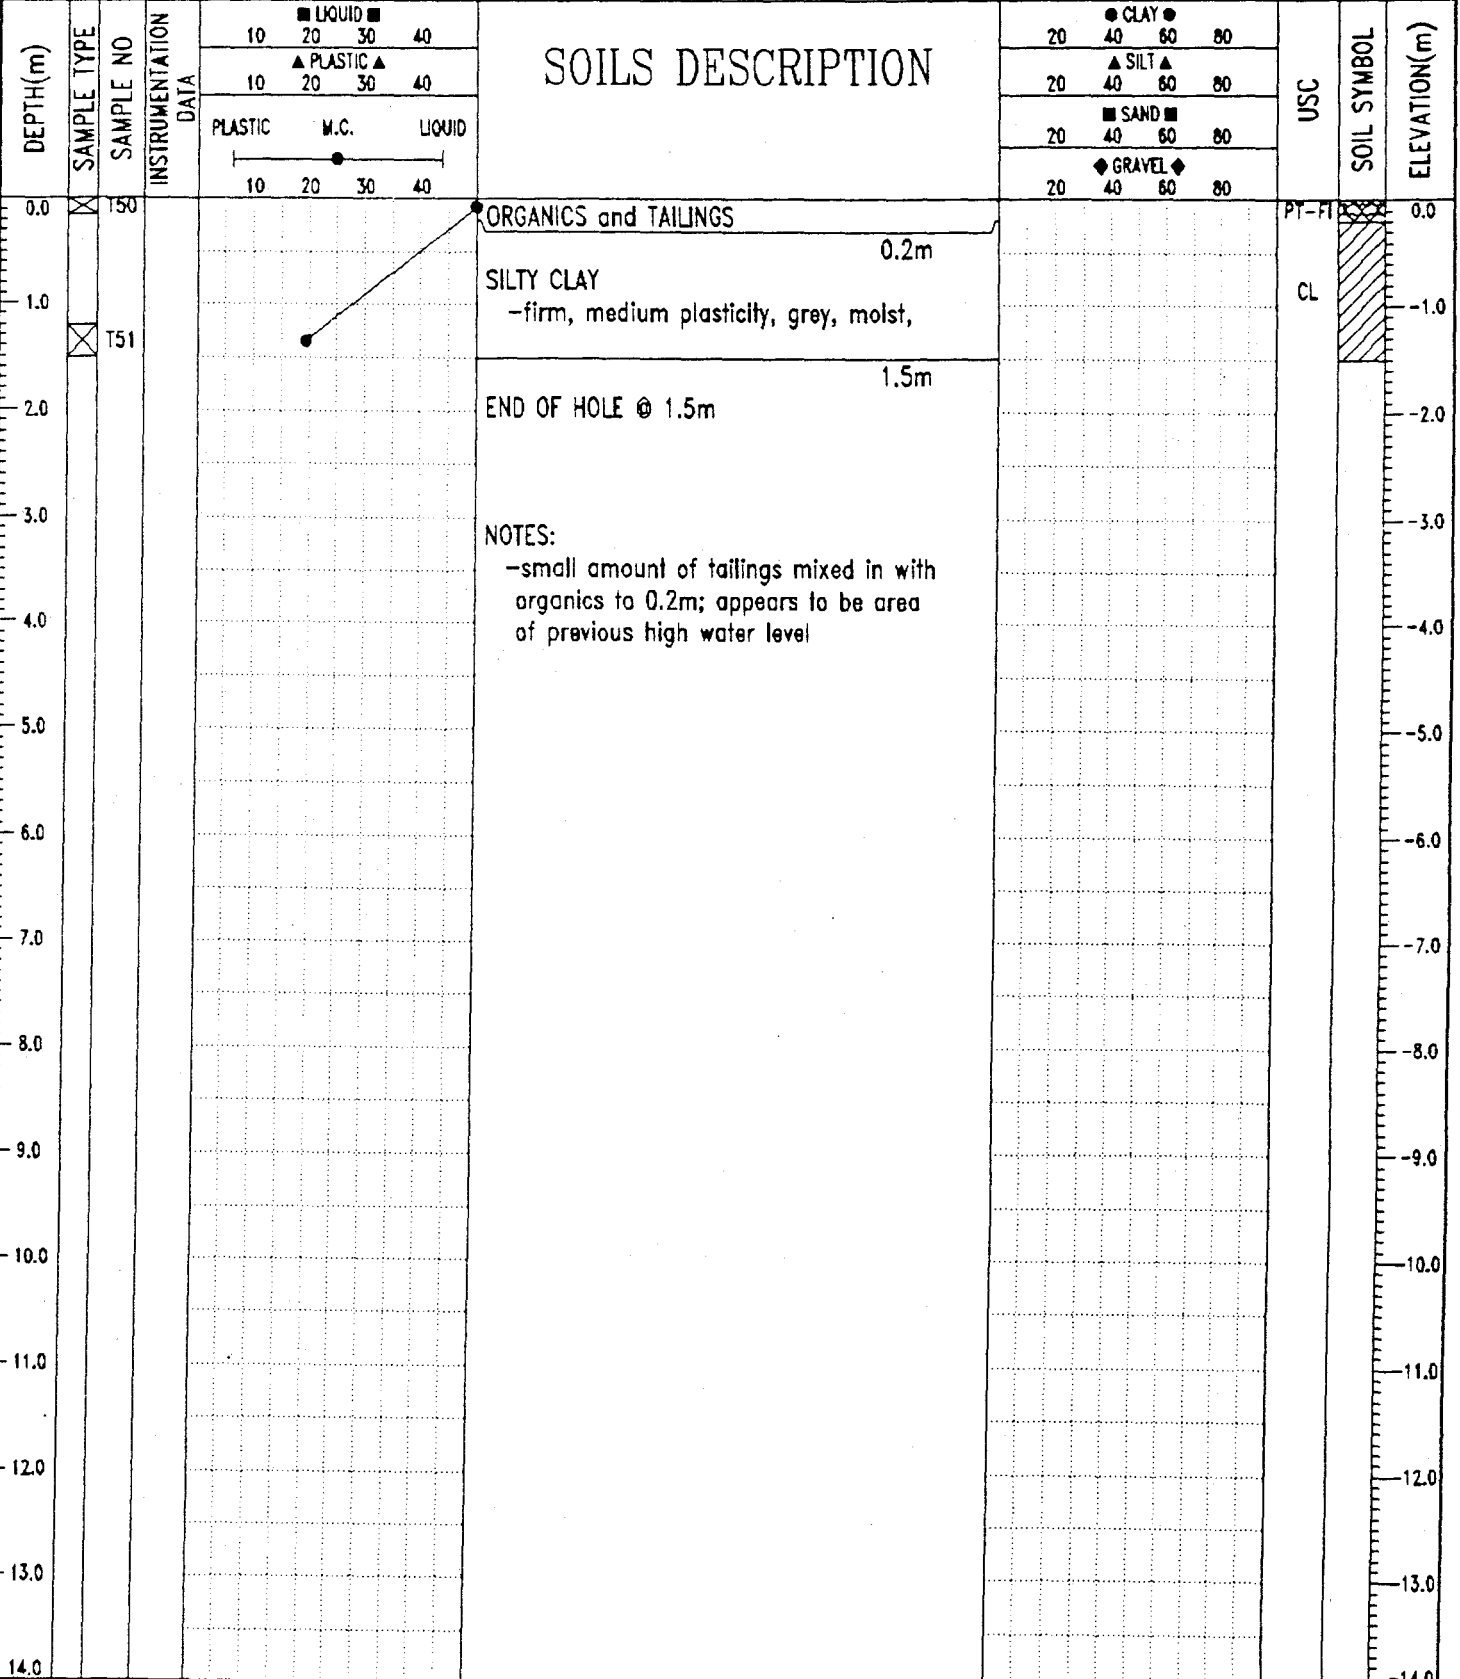 DEPTH(m)
SAMPLE TYPE
SAMPLE NO
INSTRUMENTATION
DATA
■ LIQUID ■
10 20 30 40
▲ PLASTIC ▲
10 20 30 40
PLASTIC M.C. LIQUID
10 20 30 40
SOILS DESCRIPTION
● CLAY ●
20 40 60 80
▲ SILT ▲
20 40 60 80
■ SAND ■
20 40 60 80
◆ GRAVEL ◆
20 40 60 80
USC
SOIL SYMBOL
ELEVATION(m)
0.0 T50 ORGANICS and TAILINGS PT-FI 0.0
0.2m
SILTY CLAY CL
1.0 -firm, medium plasticity, grey, moist, -1.0
T51
1.5m
2.0 END OF HOLE @ 1.5m -2.0
3.0 -3.0
NOTES:
-small amount of tailings mixed in with
organics to 0.2m; appears to be area
4.0 -4.0
of previous high water level
5.0 -5.0
6.0 -6.0
7.0 -7.0
8.0 -8.0
9.0 -9.0
10.0 -10.0
11.0 -11.0
12.0 -12.0
13.0 -13.0
14.0 -14.0